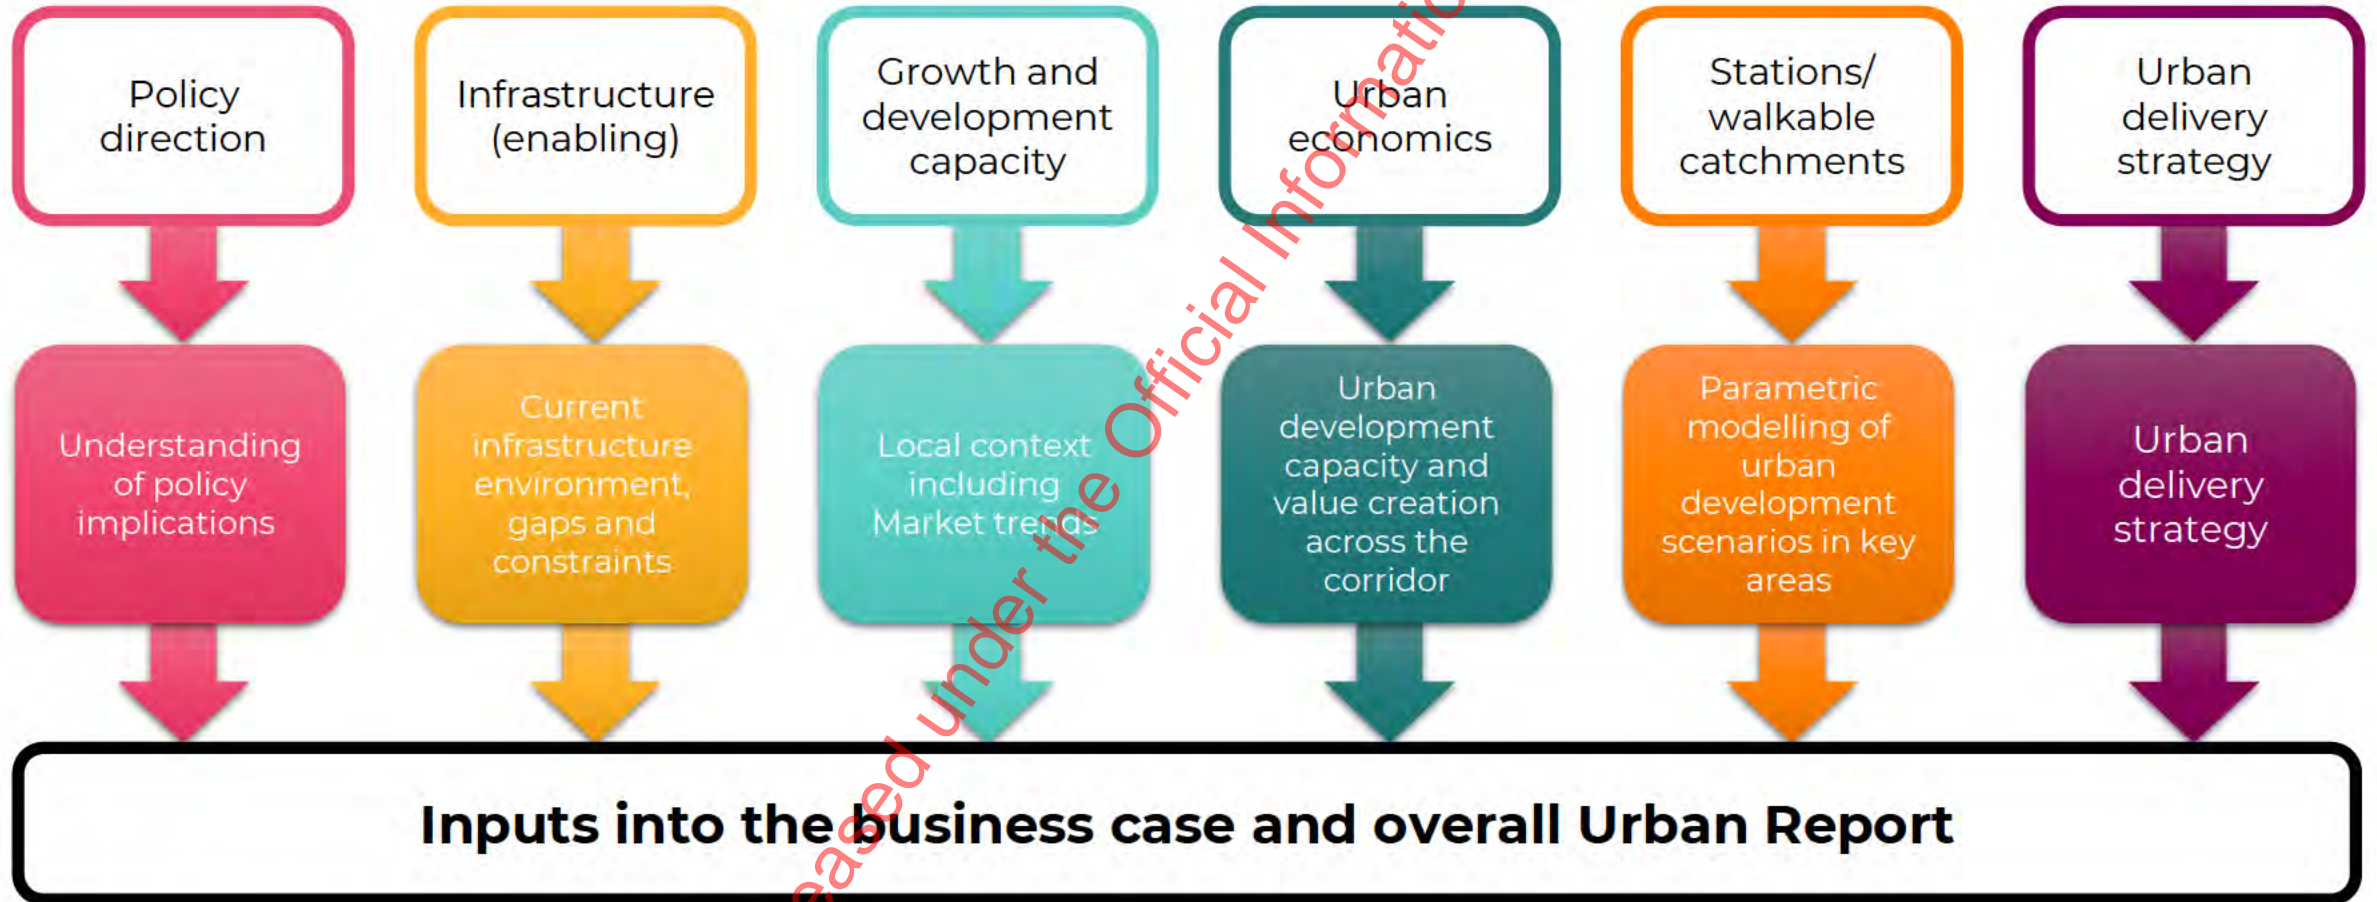 Policy
direction
Infrastructure
(enabling)
Growth and
development
capacity
Urban
economics
Stations/
walkable
catchments
Urban
delivery
strategy
Understanding
of policy
implications
Current
infrastructure
environment,
gaps and
constraints
Local context
including
Market trends
Urban
development
capacity and
value creation
across the
corridor
Parametric
modelling of
urban
development
scenarios in key
areas
Urban
delivery
strategy
Inputs into the business case and overall Urban Report
under the Official